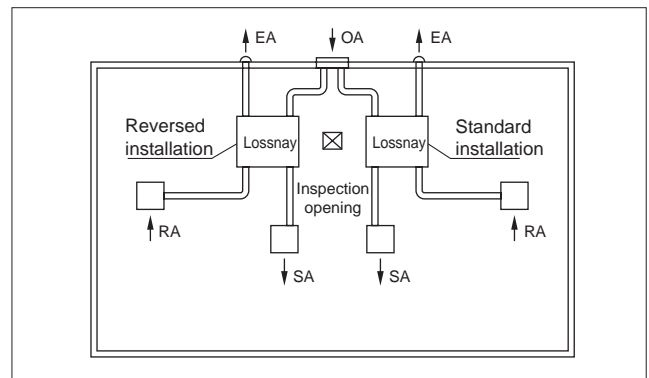 EA
OA
EA
Reversed
installation
Lossnay
Lossnay
Standard
installation
Inspection
opening
RA
RA
SA
SA